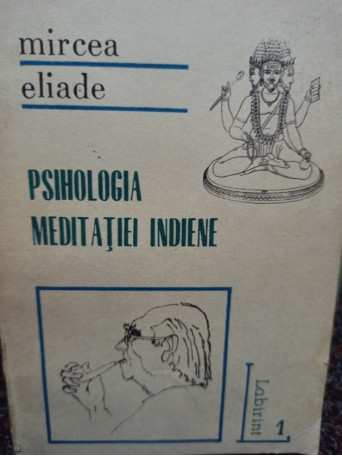 mircea
eliade
PSIHOLOGIA
MEDITAŢIEI INDIENE
Labirint
1